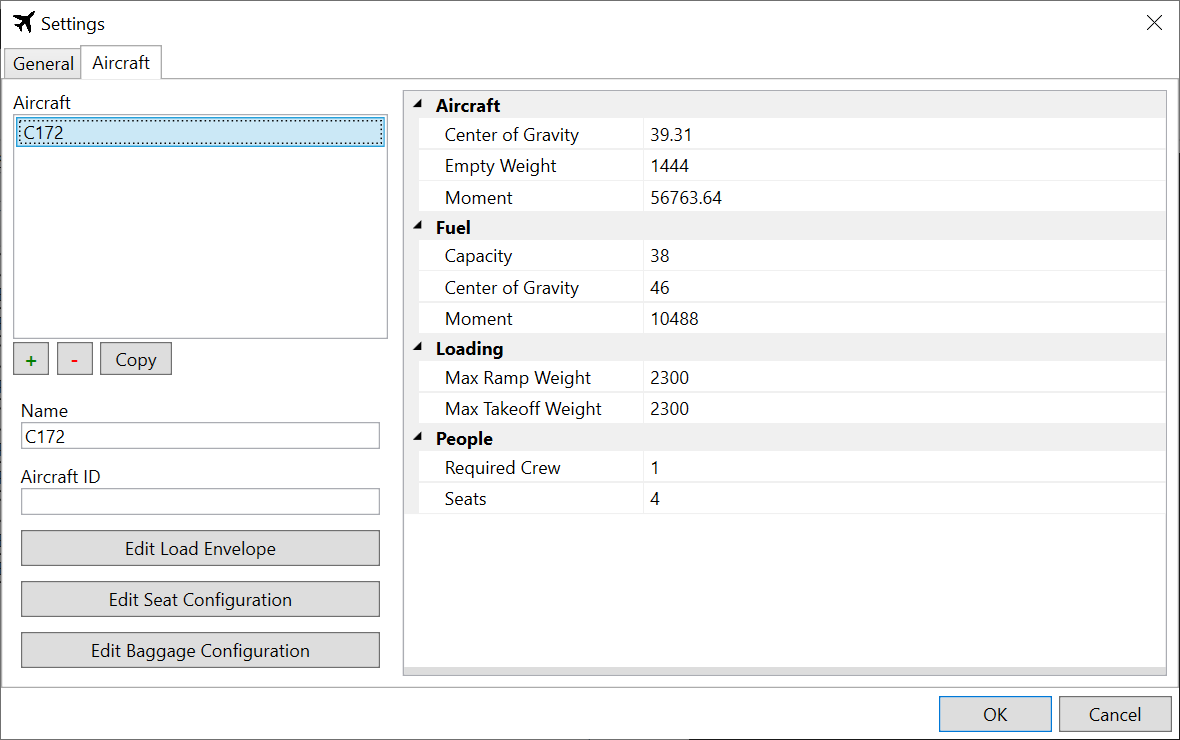 Settings
General Aircraft
Aircraft
C172
+ - Copy
Name
C172
Aircraft ID
Edit Load Envelope
Edit Seat Configuration
Edit Baggage Configuration
Aircraft
Center of Gravity 39.31
Empty Weight 1444
Moment 56763.64
Fuel
Capacity 38
Center of Gravity 46
Moment 10488
Loading
Max Ramp Weight 2300
Max Takeoff Weight 2300
People
Required Crew 1
Seats 4
OK Cancel